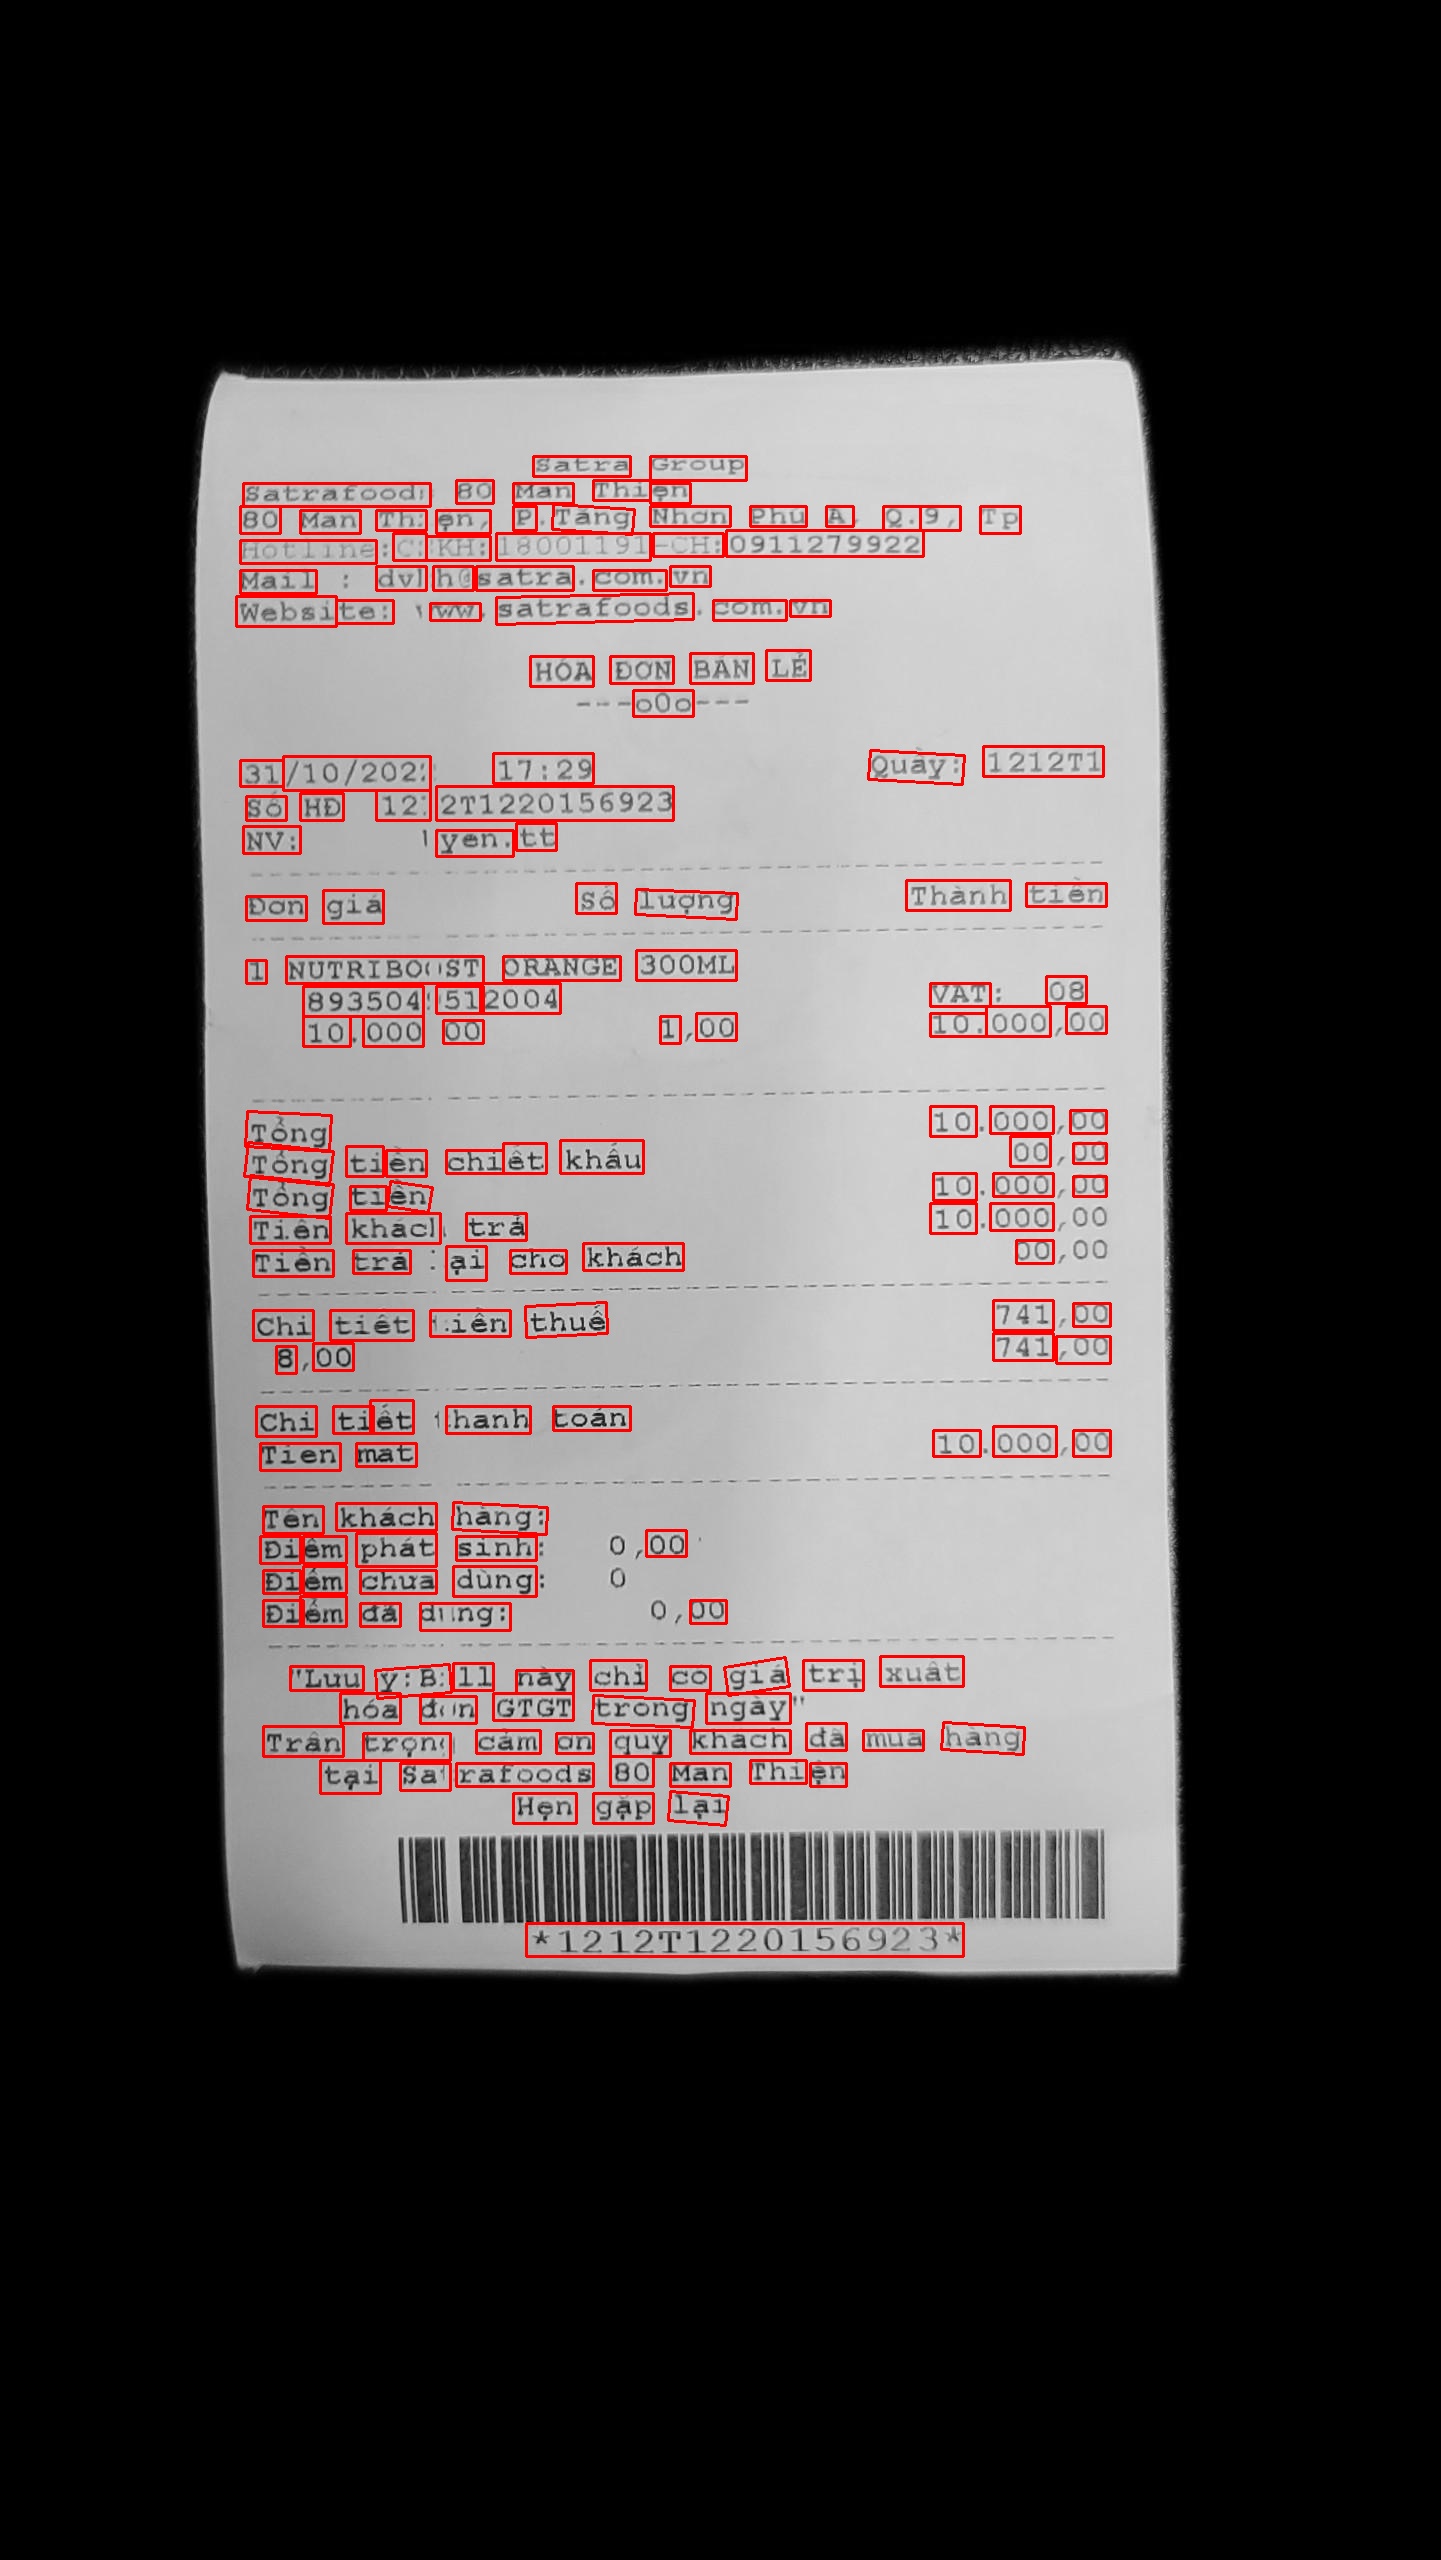 Satra Group
Satrafood 80 Man Thiện
80 Man Thiện, P.Tăng Nhơn Phú A, Q.9, Tp
Hotline:CSKH:18001191-CH:0911279922
Mail : dvkh@satra.com.vn
Website: www.satrafoods.com.vn
HÓA ĐƠN BÁN LẺ
---o0o---
31/10/2022 17:29 Quầy: 1212T1
Số HĐ 1212T1220156923
NV: yen.tt
Đơn giá Số lượng Thành tiền
1 NUTRIBOOST ORANGE 300ML
8935049512004 VAT: 08
10.000 00 1,00 10.000,00
Tổng 10.000,00
Tổng tiền chiết khấu 00,00
Tổng tiền 10.000,00
Tiền khách trả 10.000,00
Tiền trả lại cho khách 00,00
Chi tiết tiền thuế 741,00
8,00 741,00
Chi tiết thanh toán
Tien mat 10.000,00
Tên khách hàng:
Điểm phát sinh: 0,00
Điểm chưa dùng: 0
Điểm đã dùng: 0,00
"Lưu ý:Bill này chỉ có giá trị xuất
hóa đơn GTGT trong ngày"
Trân trọng cảm ơn quý khách đã mua hàng
tại Satrafoods 80 Man Thiện
Hẹn gặp lại
*1212T1220156923*